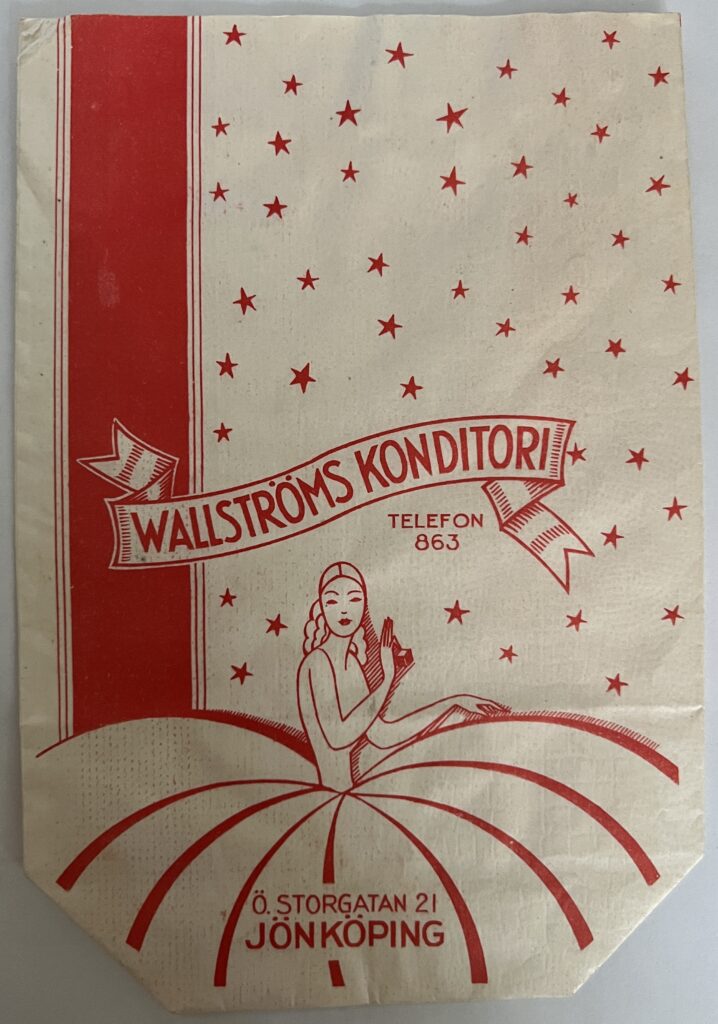 WALLSTRÖMS KONDITORI
TELEFON
863
Ö. STORGATAN 21
JÖNKÖPING